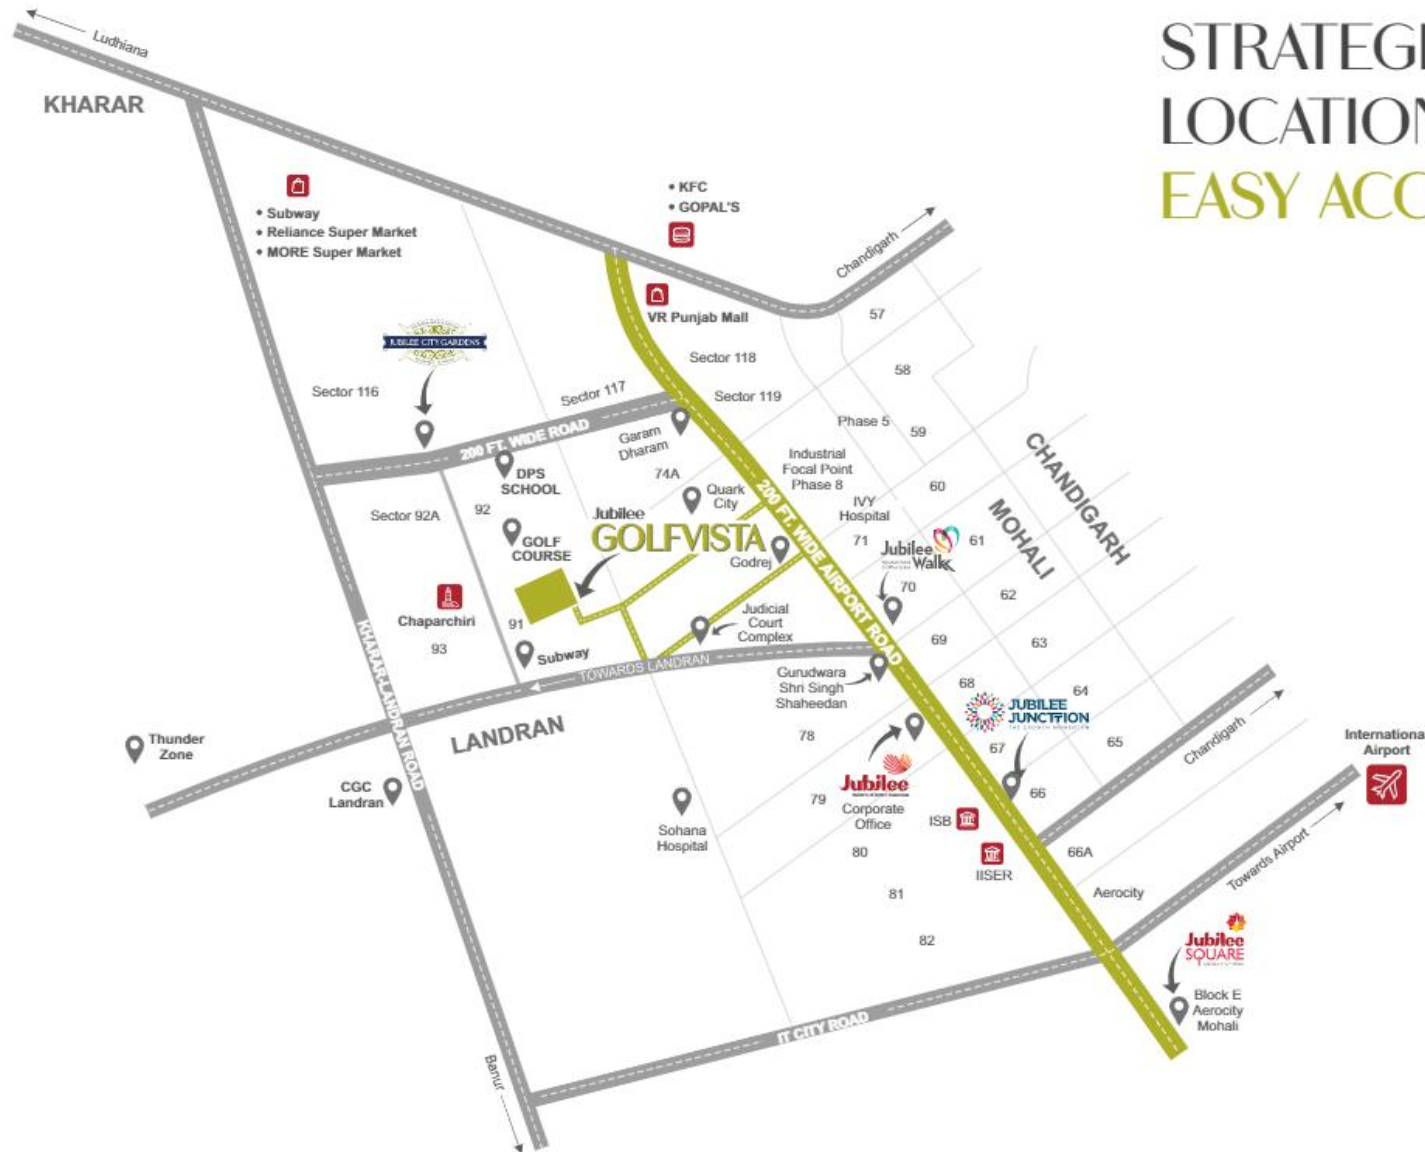 STRATEGI
LOCATION
EASY ACC
Ludhiana
KHARAR
• Subway
• Reliance Super Market
• MORE Super Market
• KFC
• GOPAL'S
Chandigarh
VR Punjab Mall
57
JUBILEE CITY GARDENS
Sector 118
58
Sector 116
Sector 117
Sector 119
Phase 5
59
200 FT. WIDE ROAD
Garam
Dharam
Industrial
Focal Point
Phase 8
CHANDIGARH
DPS
SCHOOL
74A
60
Sector 92A
92
Quark
City
200 FT. WIDE AIRPORT ROAD
IVY
Hospital
MOHALI
Jubilee
GOLFVISTA
GOLF
COURSE
71
61
Jubilee
Walk
Godrej
70
62
Chaparchiri
91
Judicial
Court
Complex
93
69
63
Subway
TOWARDS LANDRAN
KHARAR-LANDRAN ROAD
Gurudwara
Shri Singh
Shaheedan
68
64
JUBILEE
JUNCTION
LANDRAN
78
67
65
Chandigarh
Thunder
Zone
International
Airport
CGC
Landran
Jubilee
Corporate
Office
79
66
Sohana
Hospital
ISB
80
66A
IISER
Towards Airport
81
Aerocity
82
Jubilee
SQUARE
Block E
Aerocity
Mohali
IT CITY ROAD
Banur